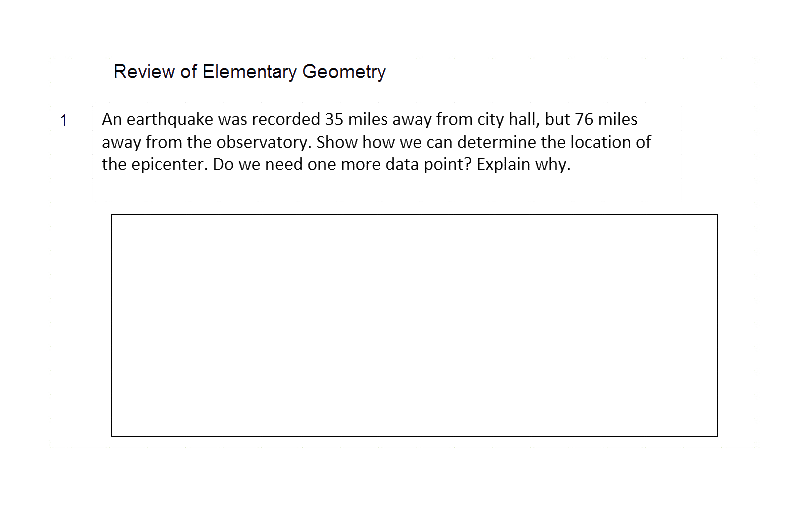 Review of Elementary Geometry
1 An earthquake was recorded 35 miles away from city hall, but 76 miles
away from the observatory. Show how we can determine the location of
the epicenter. Do we need one more data point? Explain why.